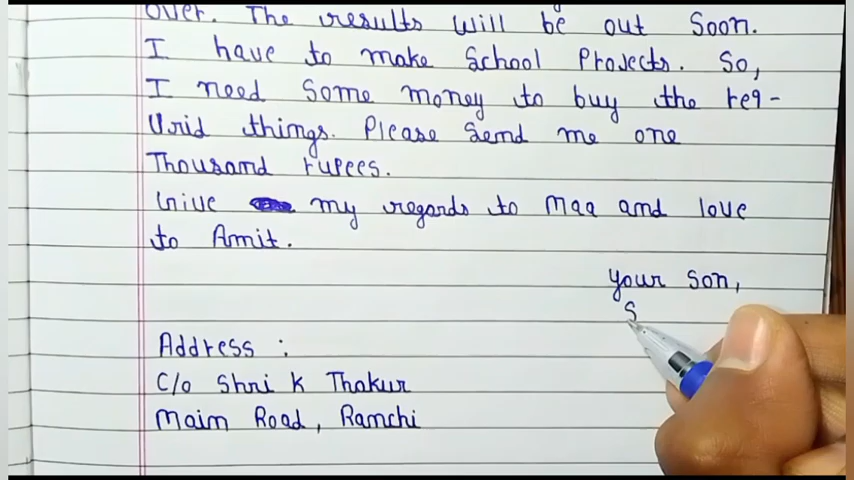 over. The results will be out soon.
I have to make School Projects. So,
I need some money to buy the req-
urid things. Please send me one
Thousand rupees.
Give my regards to Maa and love
to Amit.
your son,
S
Address :
C/o Shri K Thakur
Main Road, Ranchi